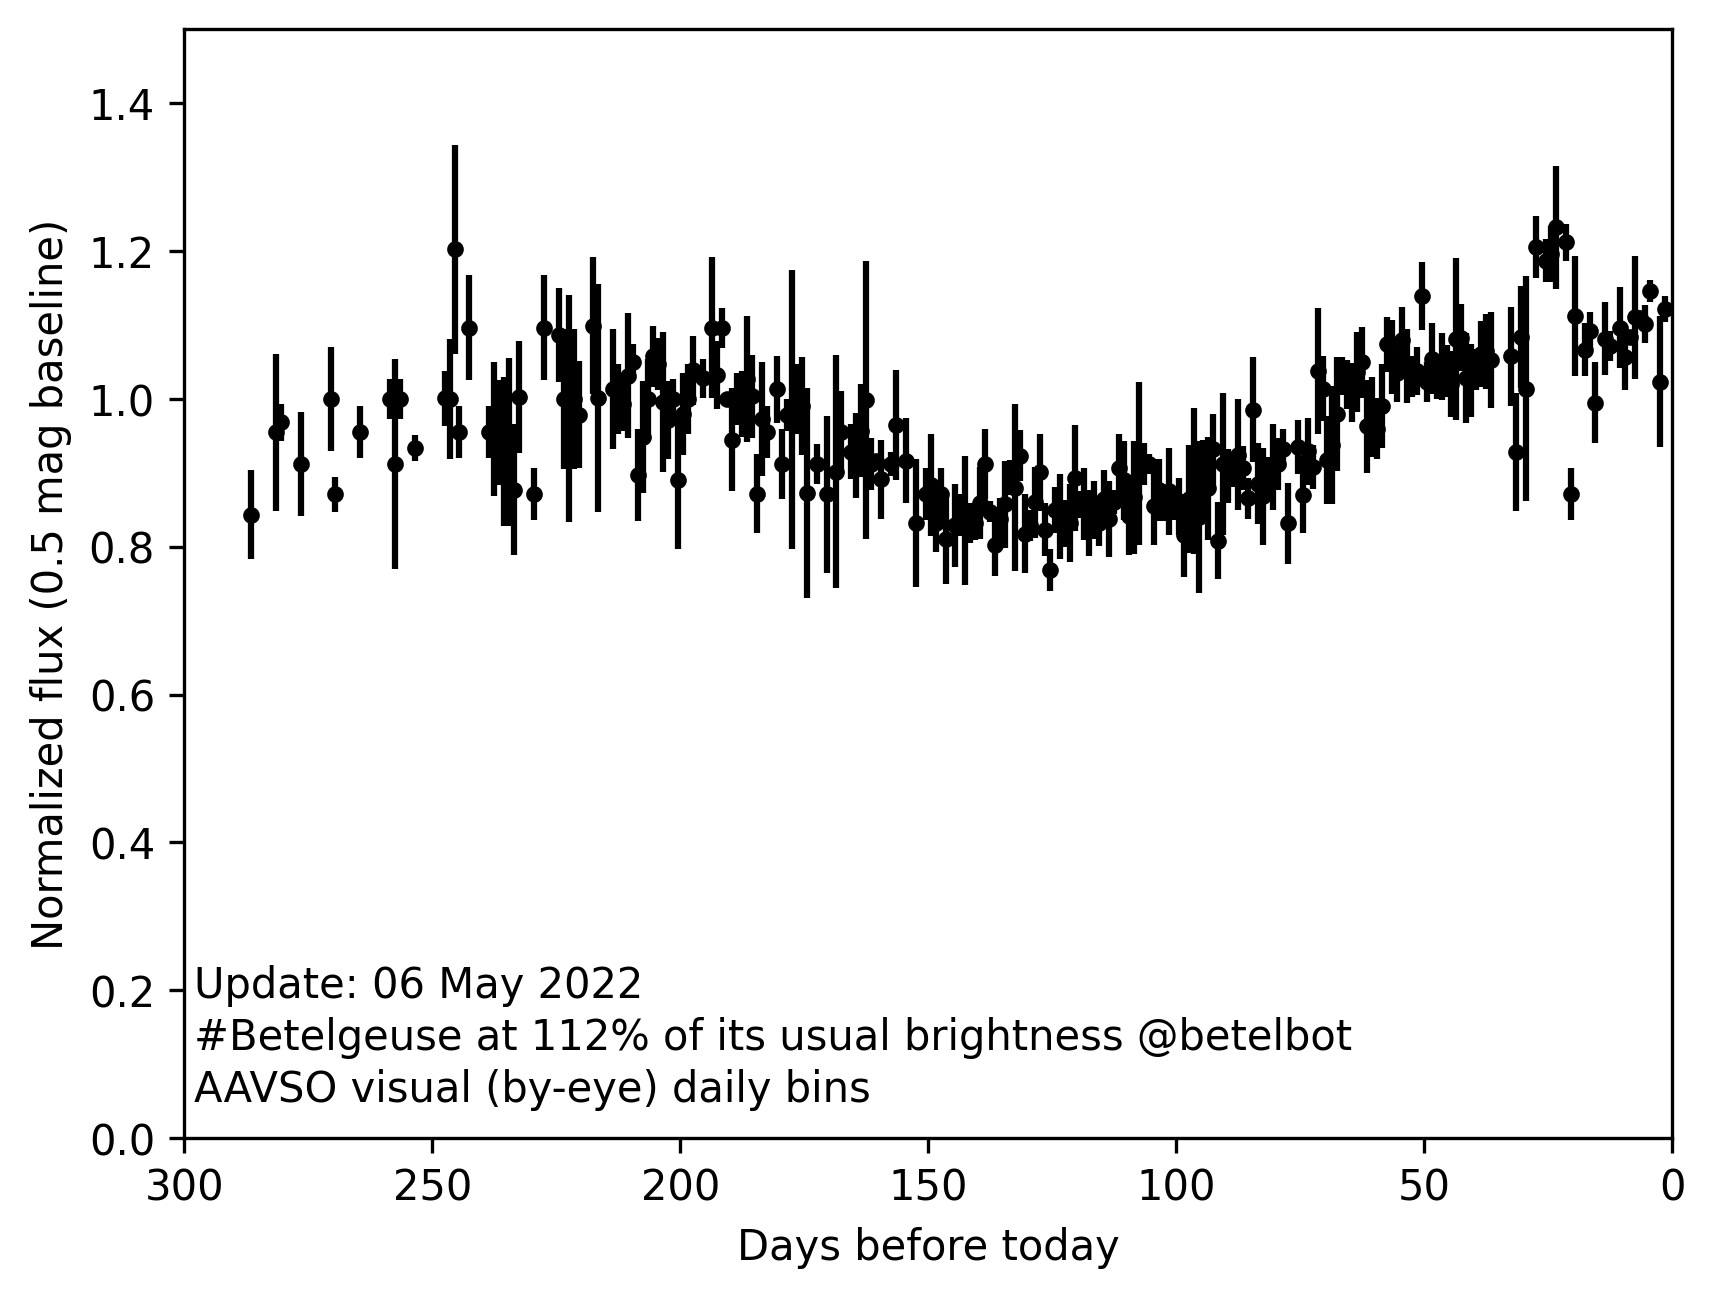 Normalized flux (0.5 mag baseline)
1.4
1.2
1.0
0.8
0.6
0.4
0.2
0.0
Update: 06 May 2022
#Betelgeuse at 112% of its usual brightness @betelbot
AAVSO visual (by-eye) daily bins
300 250 200 150 100 50 0
Days before today